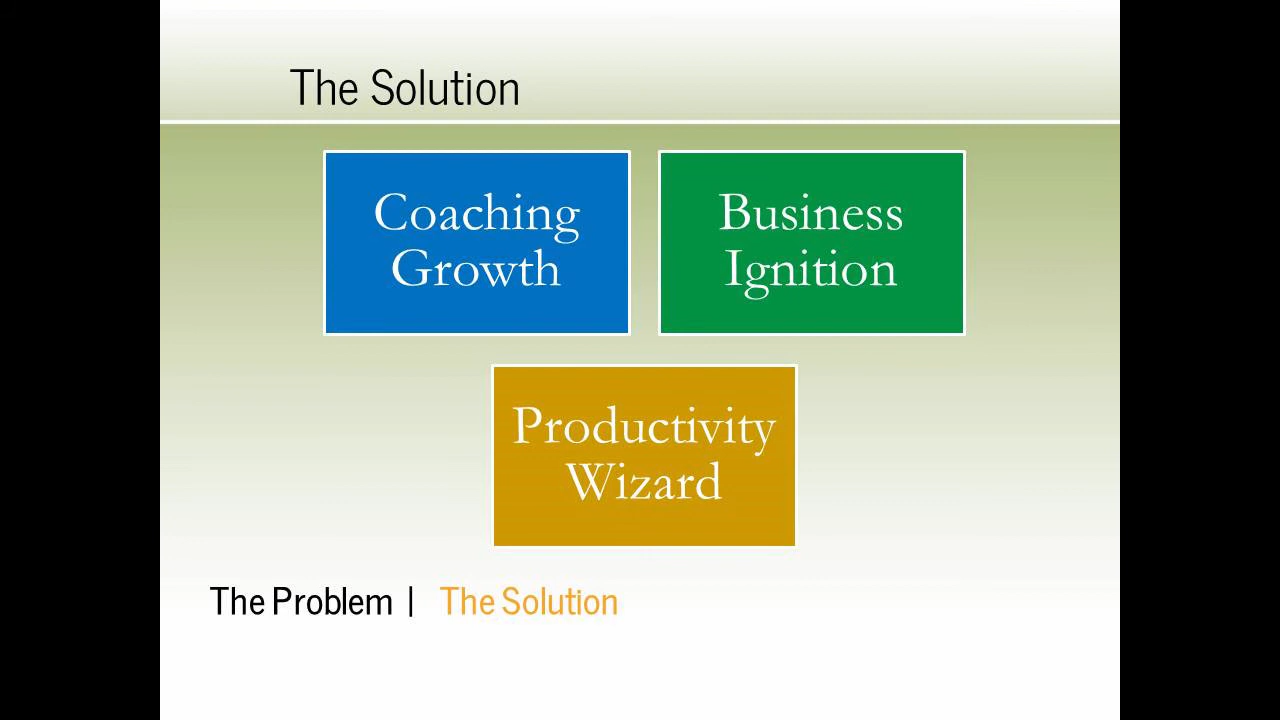 The Solution
Coaching
Growth
Business
Ignition
Productivity
Wizard
The Problem | The Solution